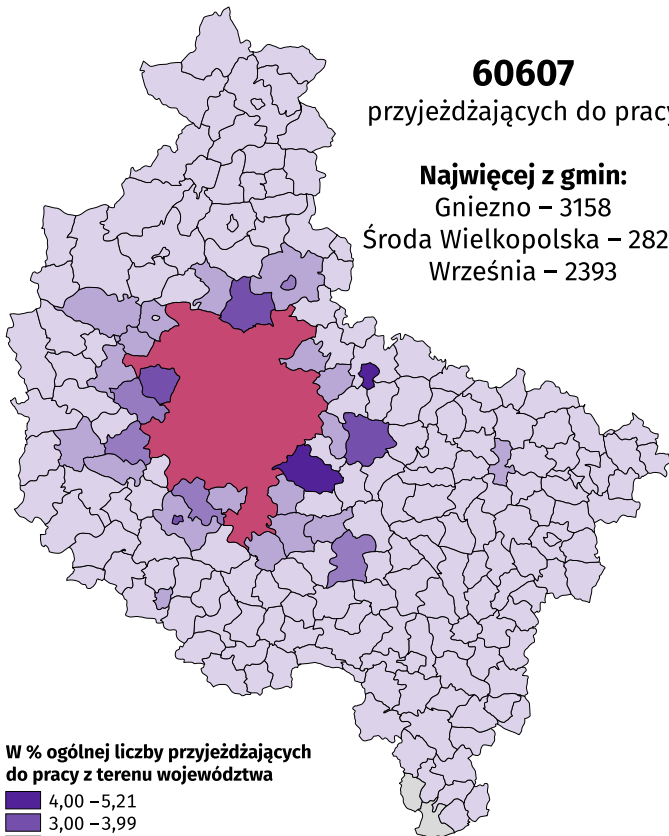 60607
przyjeżdżających do pracy
Najwięcej z gmin:
Gniezno – 3158
Środa Wielkopolska – 282
Września – 2393
W % ogólnej liczby przyjeżdżających
do pracy z terenu województwa
4,00 –5,21
3,00 –3,99